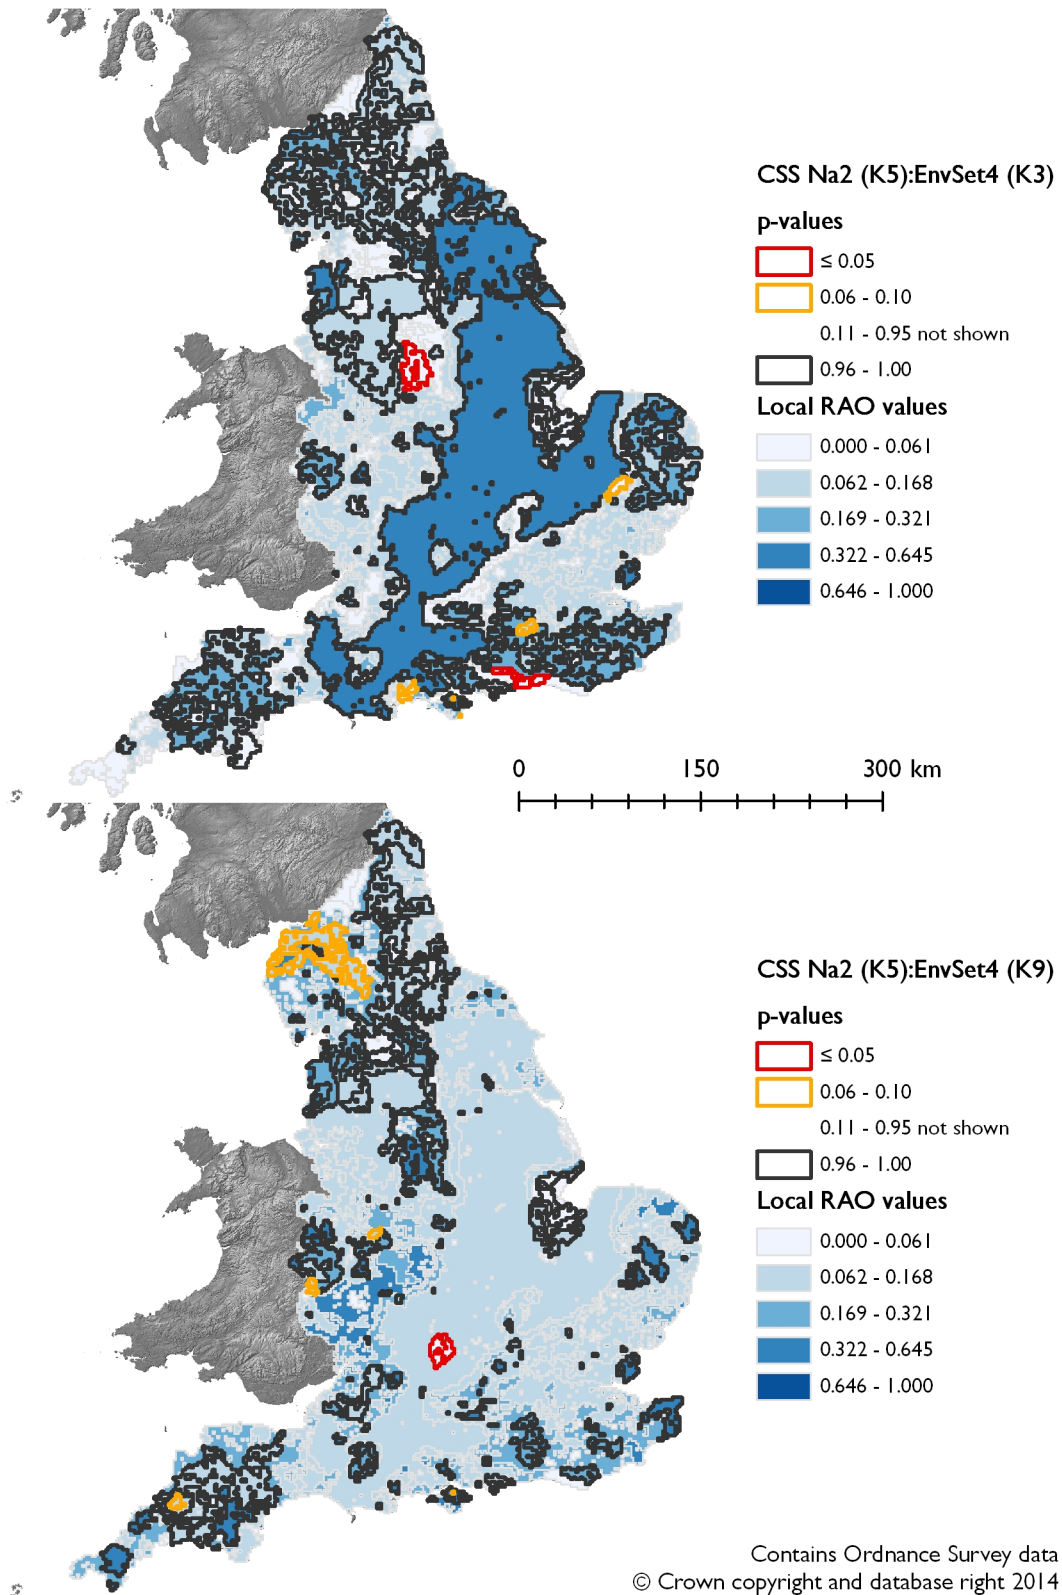 CSS Na2 (K5):EnvSet4 (K3)
p-values
≤ 0.05
0.06 - 0.10
0.11 - 0.95 not shown
0.96 - 1.00
Local RAO values
0.000 - 0.061
0.062 - 0.168
0.169 - 0.321
0.322 - 0.645
0.646 - 1.000
0 150 300 km
CSS Na2 (K5):EnvSet4 (K9)
p-values
≤ 0.05
0.06 - 0.10
0.11 - 0.95 not shown
0.96 - 1.00
Local RAO values
0.000 - 0.061
0.062 - 0.168
0.169 - 0.321
0.322 - 0.645
0.646 - 1.000
Contains Ordnance Survey data
© Crown copyright and database right 2014